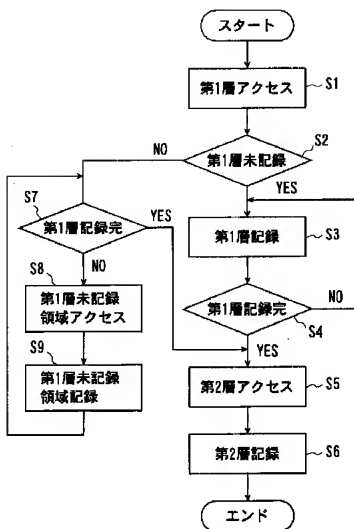 スタート
第1層アクセス
S1
第1層未記録
S2
NO
YES
S7
第1層記録完
YES
NO
第1層記録
S3
第1層記録完
S4
NO
YES
S8
第1層未記録
領域アクセス
S9
第1層未記録
領域記録
第2層アクセス
S5
第2層記録
S6
エンド